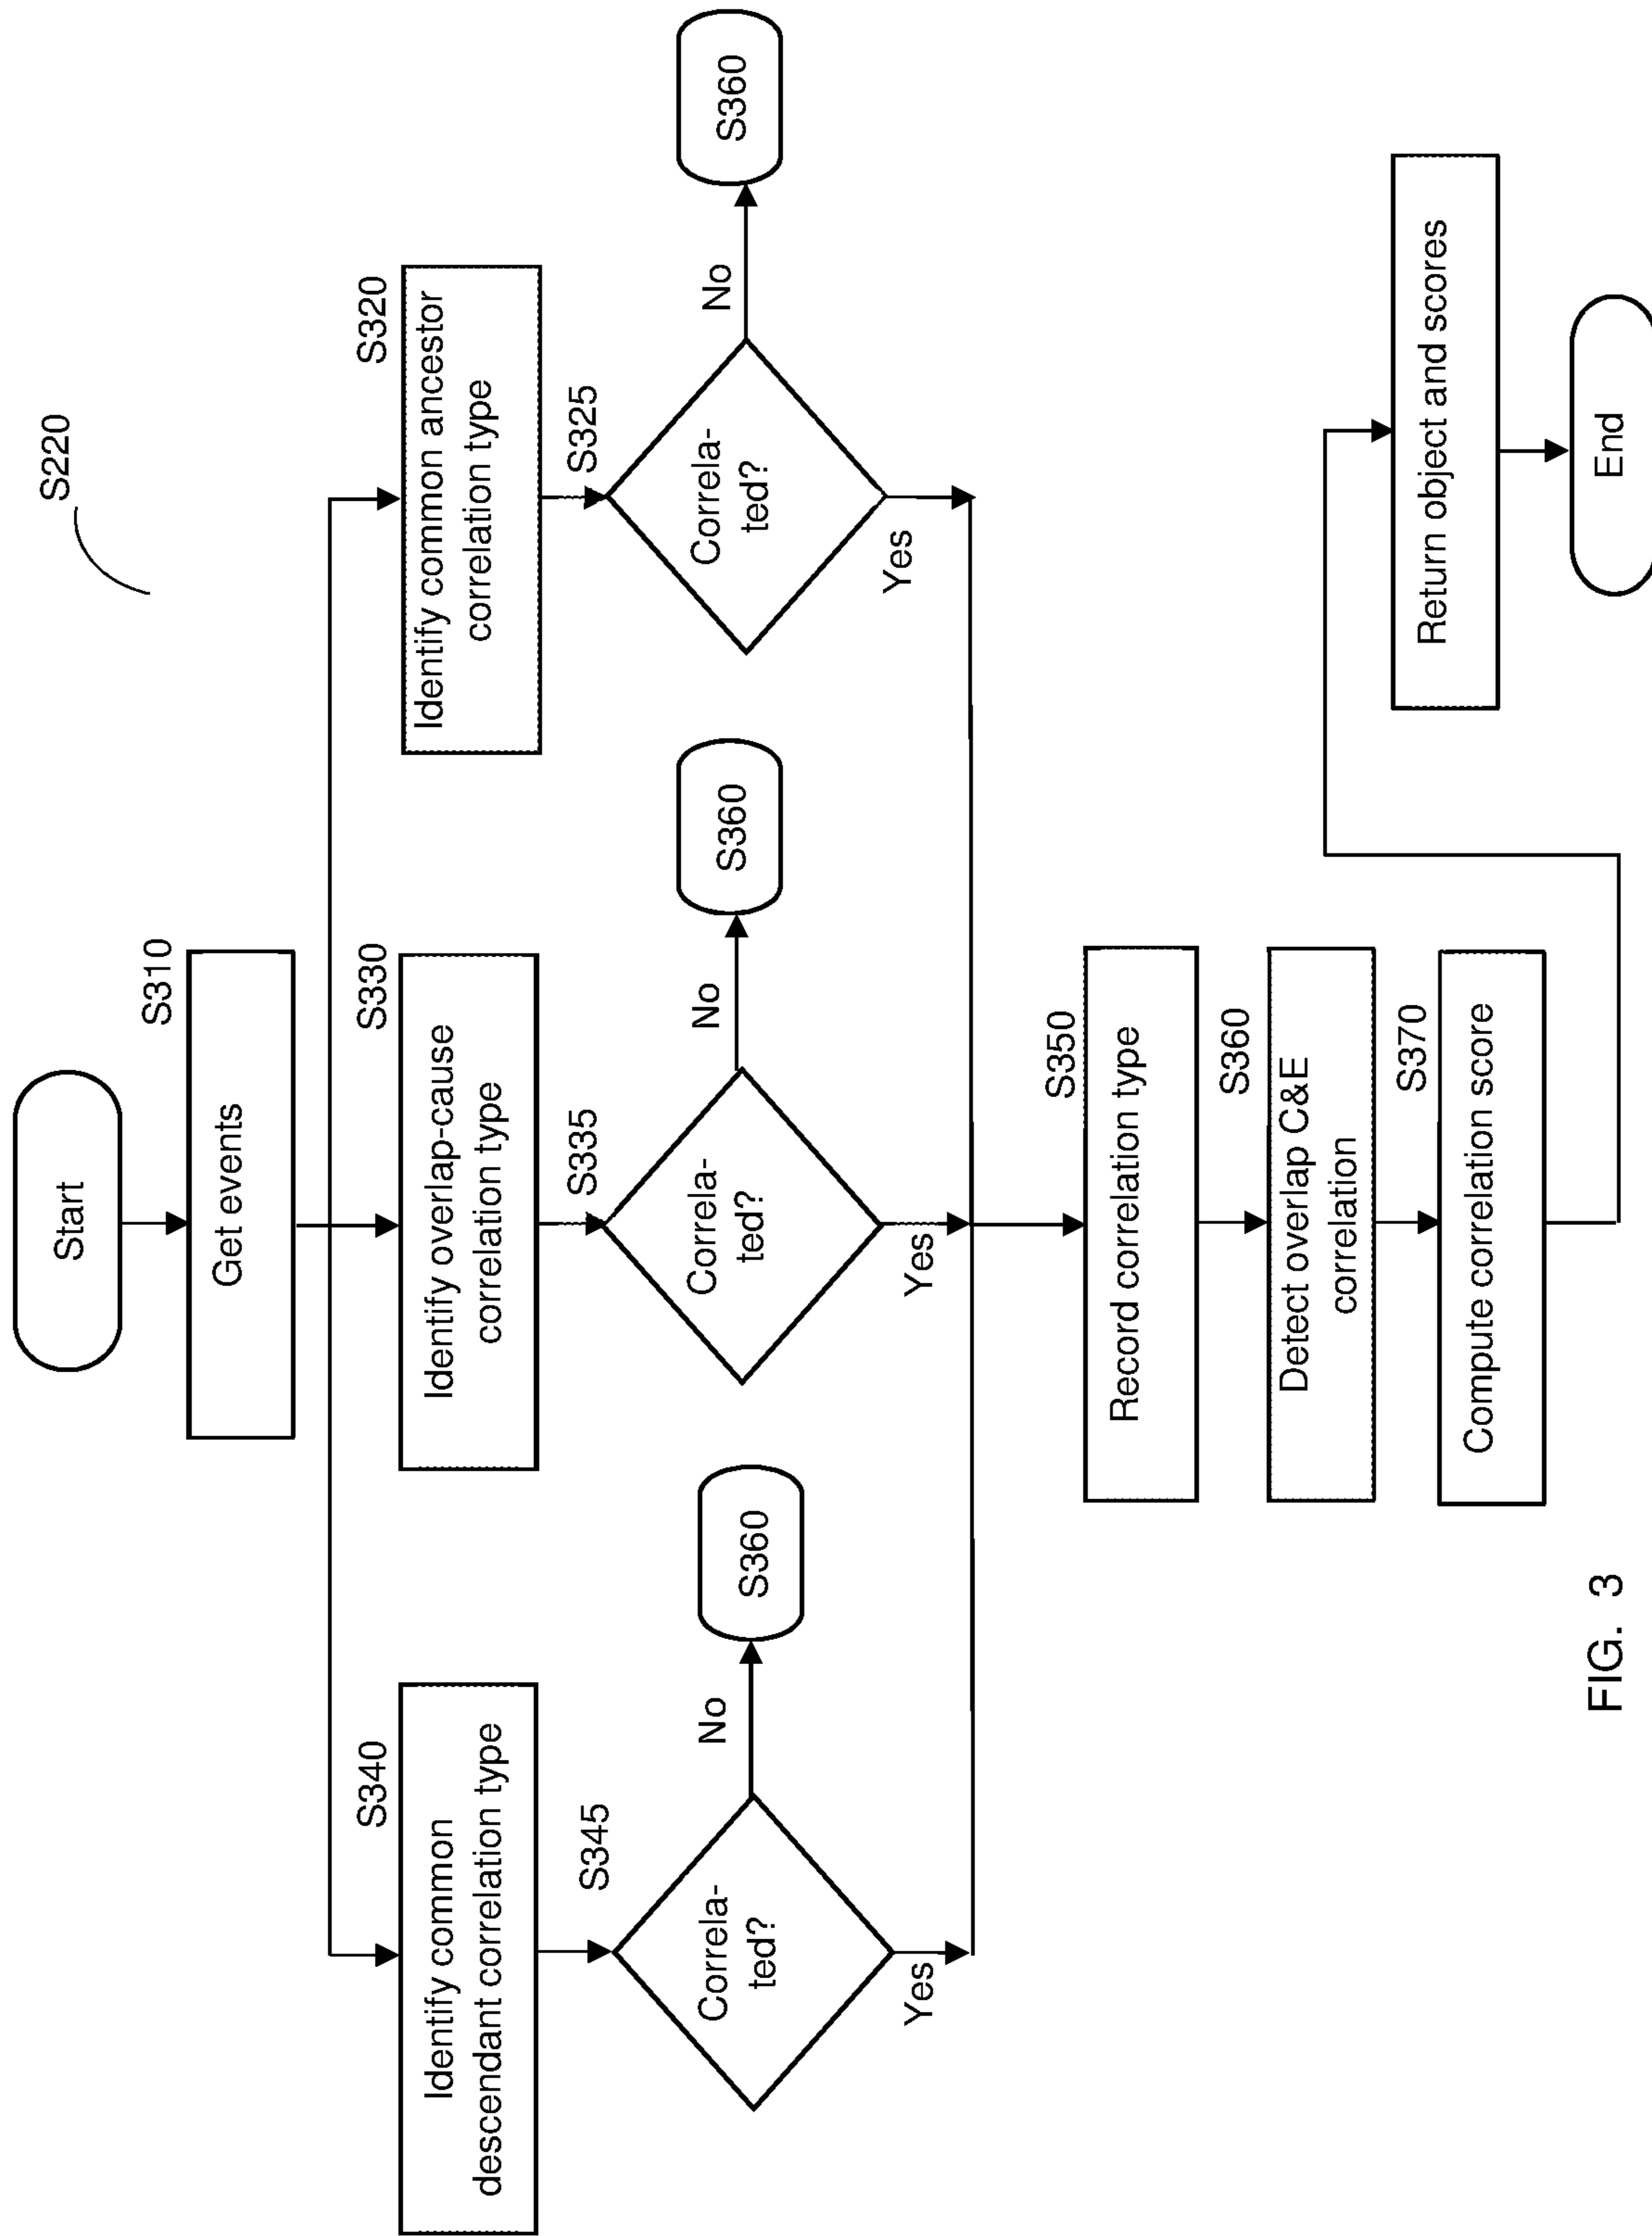 S220
Start
S310
Get events
S340
Identify common
descendant correlation type
S330
Identify overlap-cause
correlation type
S320
Identify common ancestor
correlation type
S345
Correla-
ted?
No
S360
Yes
S335
Correla-
ted?
No
S360
Yes
S325
Correla-
ted?
No
S360
Yes
S350
Record correlation type
S360
Detect overlap C&E
correlation
S370
Compute correlation score
Return object and scores
End
FIG. 3